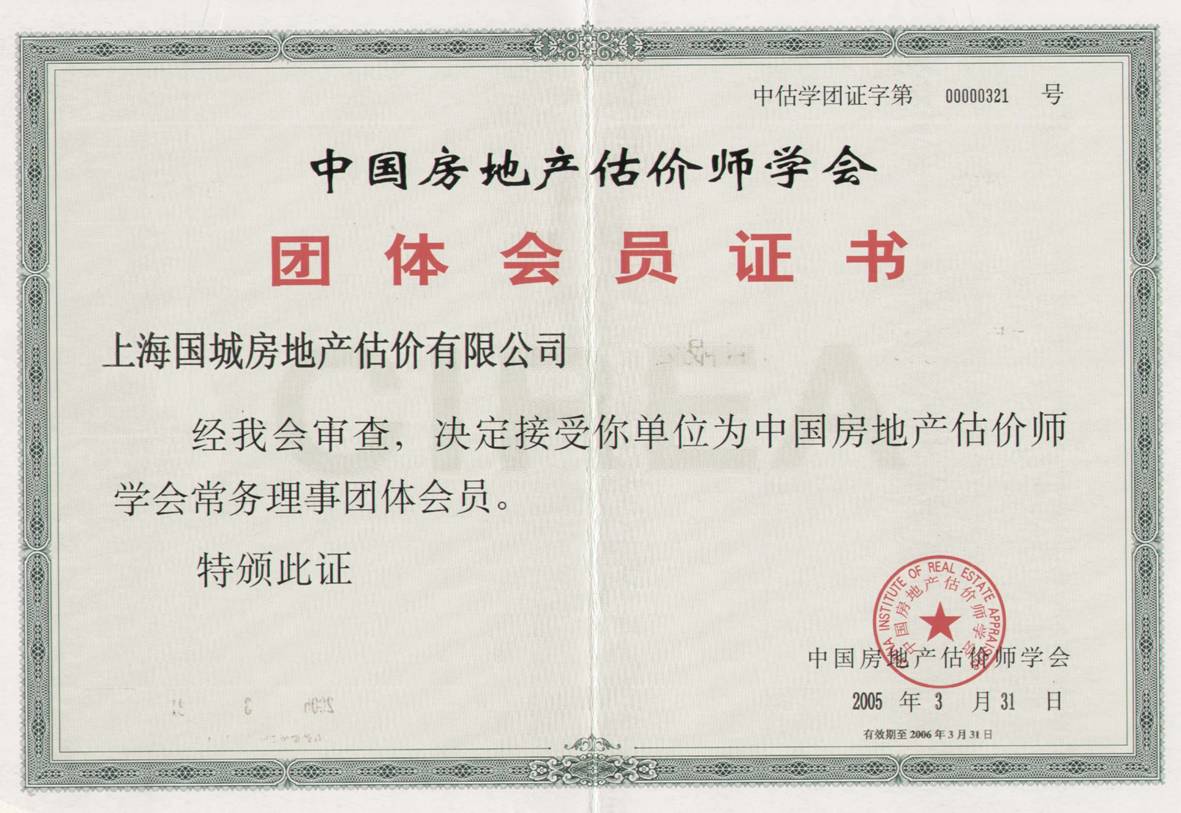 中估学团证字第 00000321 号
中国房地产估价师学会
团体会员证书
上海国城房地产估价有限公司
经我会审查，决定接受你单位为中国房地产估价师
学会常务理事团体会员。
特颁此证
INSTITUTE OF REAL ESTATE APPRAISERS
中国房地产估价师学会
中国房地产估价师学会
2005 年 3 月 31 日
有效期至 2006 年 3 月 31 日
CIREA